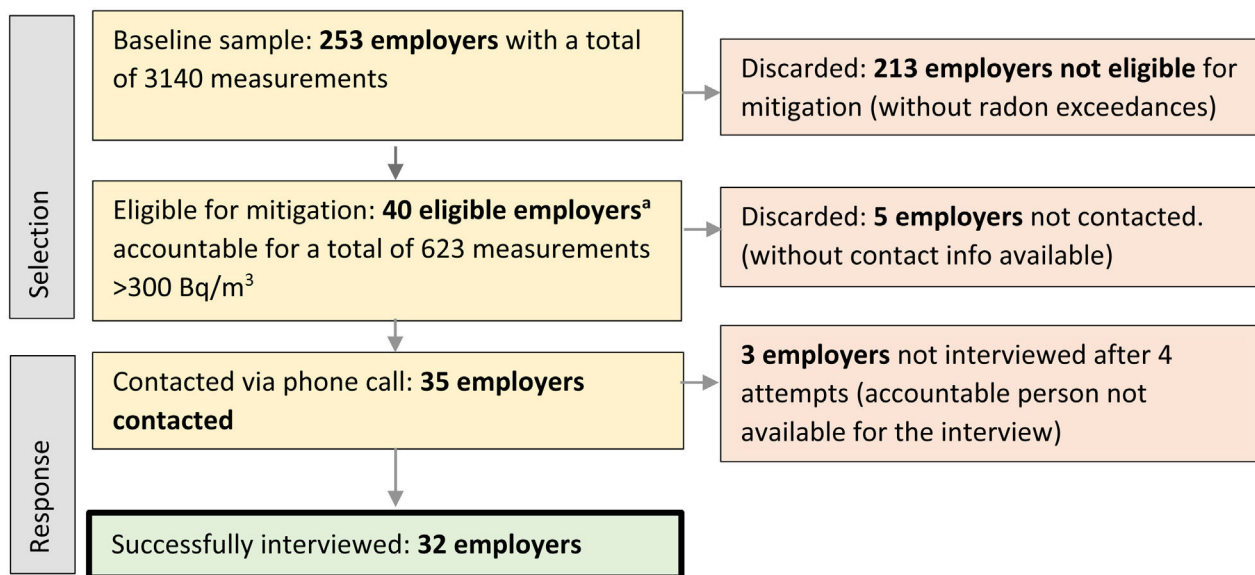 Selection
Baseline sample: 253 employers with a total
of 3140 measurements
Discarded: 213 employers not eligible for
mitigation (without radon exceedances)
Eligible for mitigation: 40 eligible employersᵃ
accountable for a total of 623 measurements
>300 Bq/m³
Discarded: 5 employers not contacted.
(without contact info available)
Response
Contacted via phone call: 35 employers
contacted
3 employers not interviewed after 4
attempts (accountable person not
available for the interview)
Successfully interviewed: 32 employers